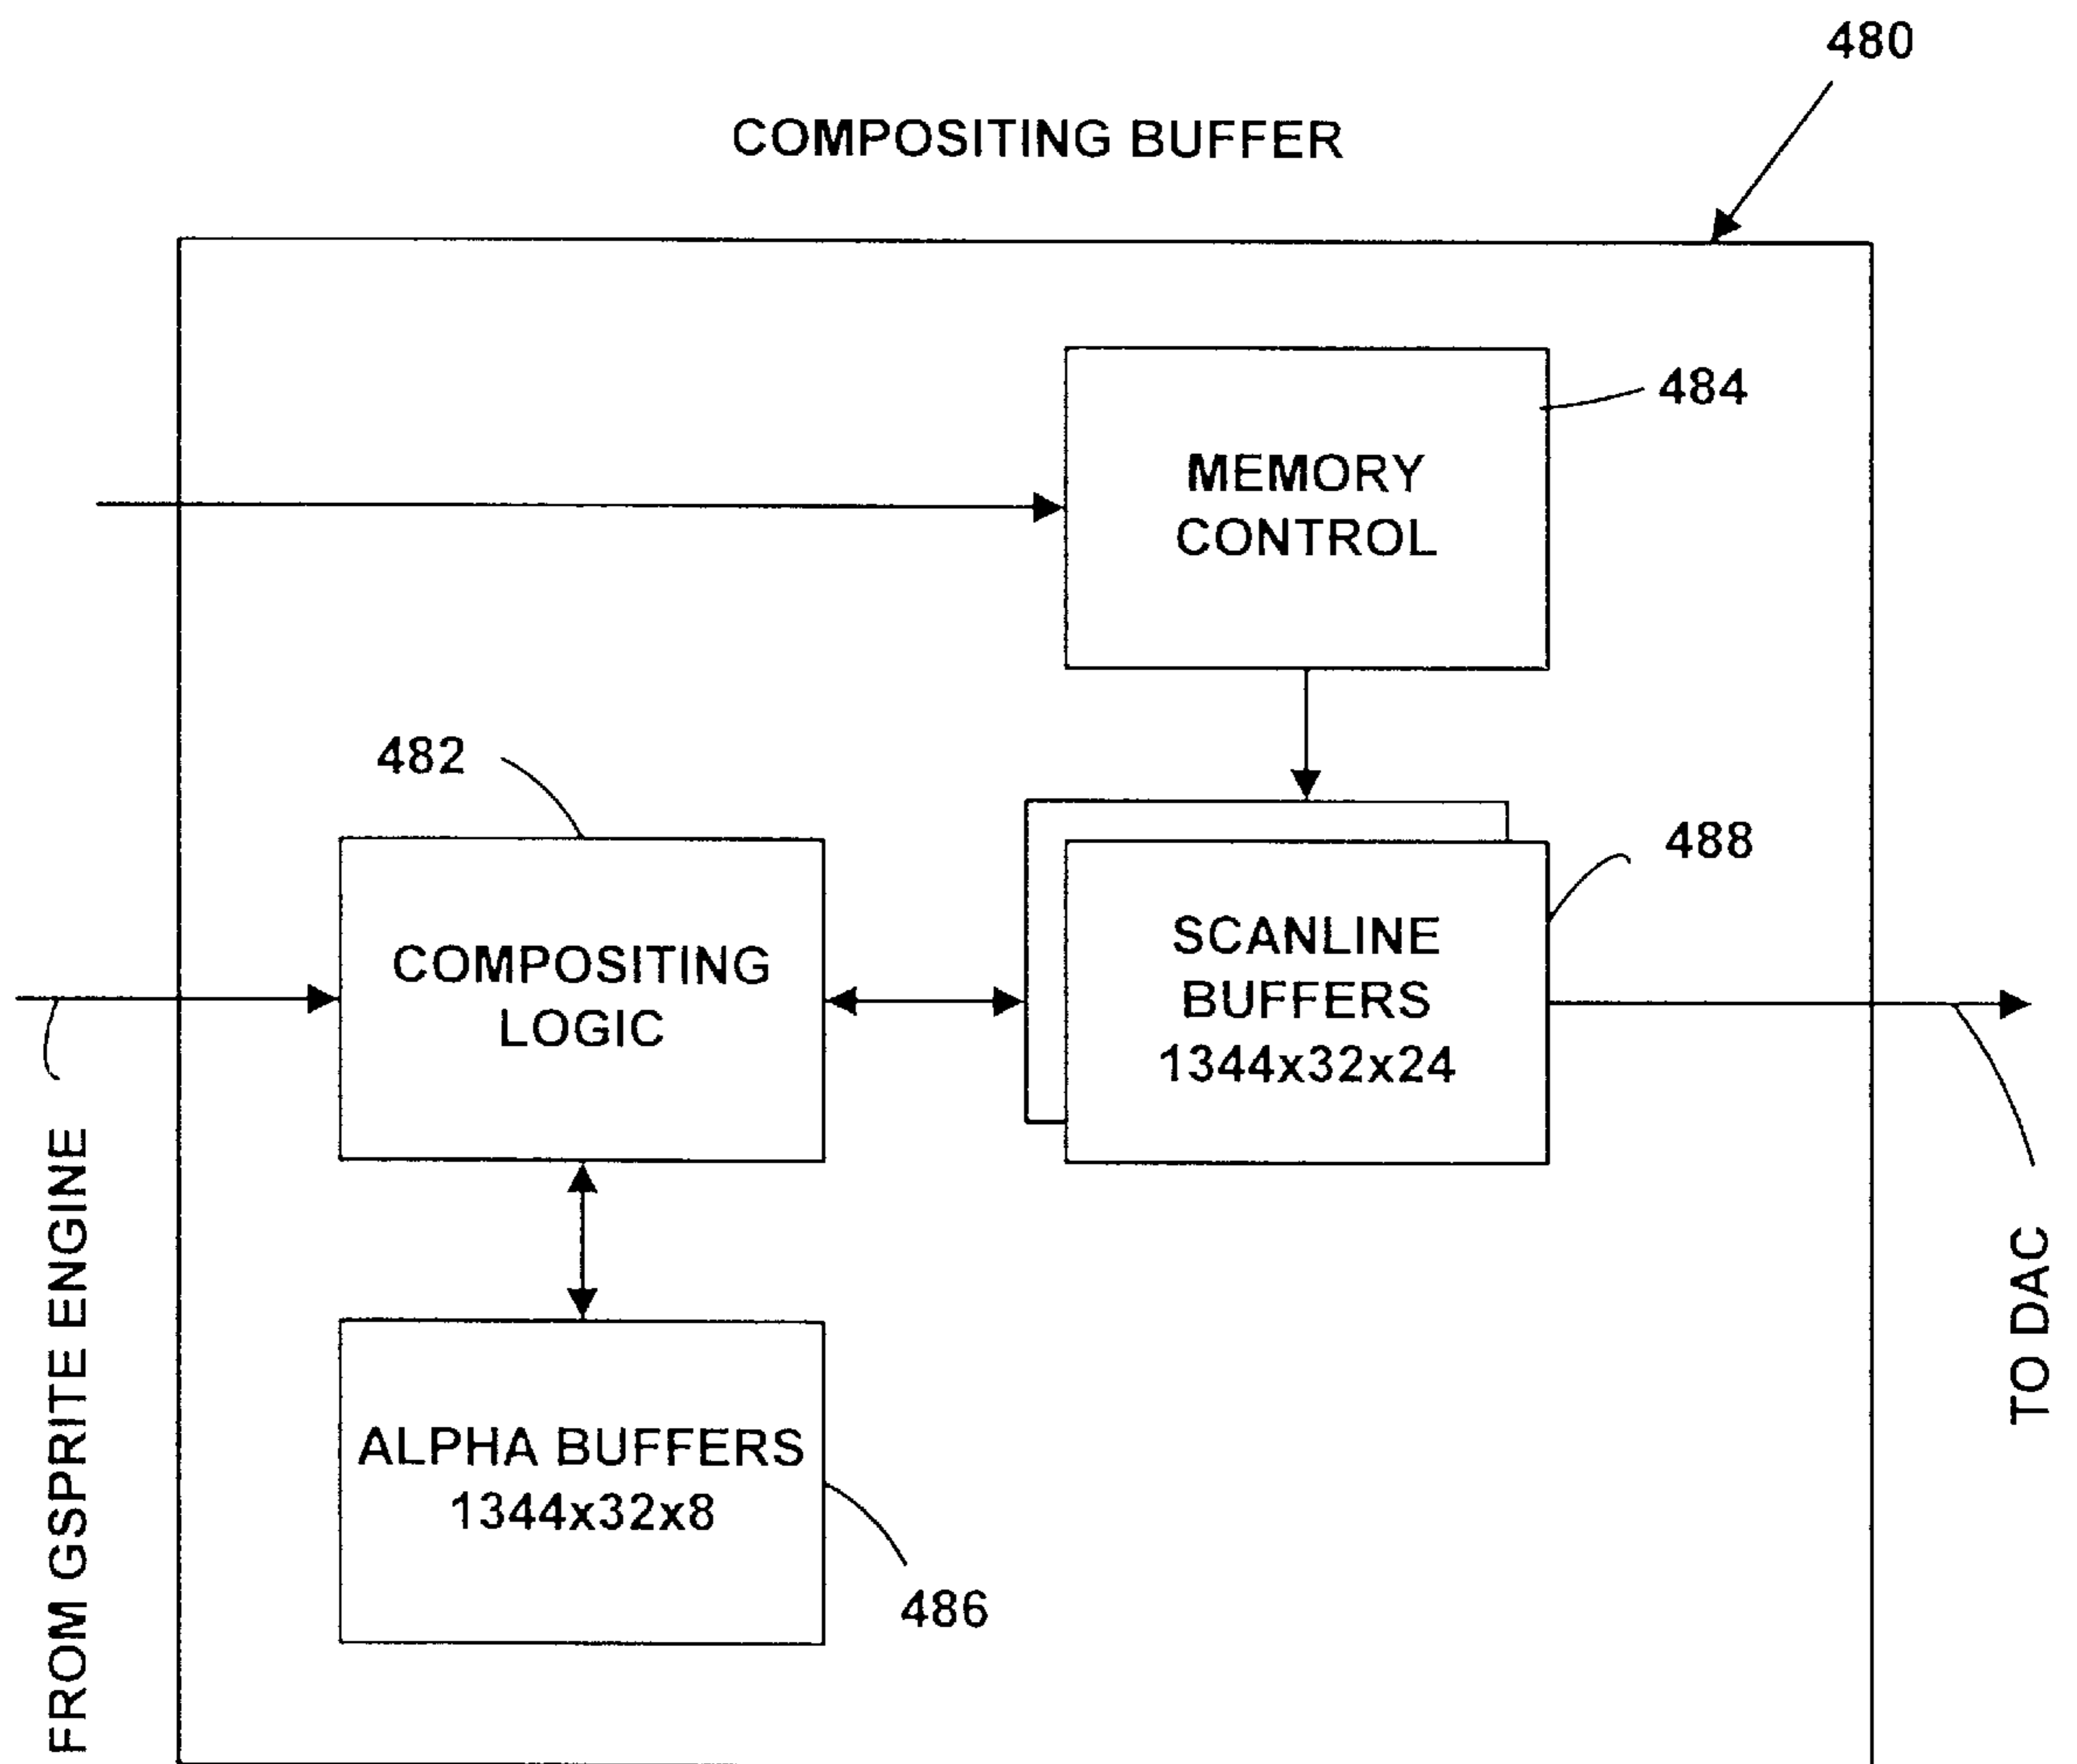 480
COMPOSITING BUFFER
484
MEMORY
CONTROL
482
488
COMPOSITING
LOGIC
SCANLINE
BUFFERS
1344x32x24
FROM GSPRITE ENGINE
TO DAC
ALPHA BUFFERS
1344x32x8
486